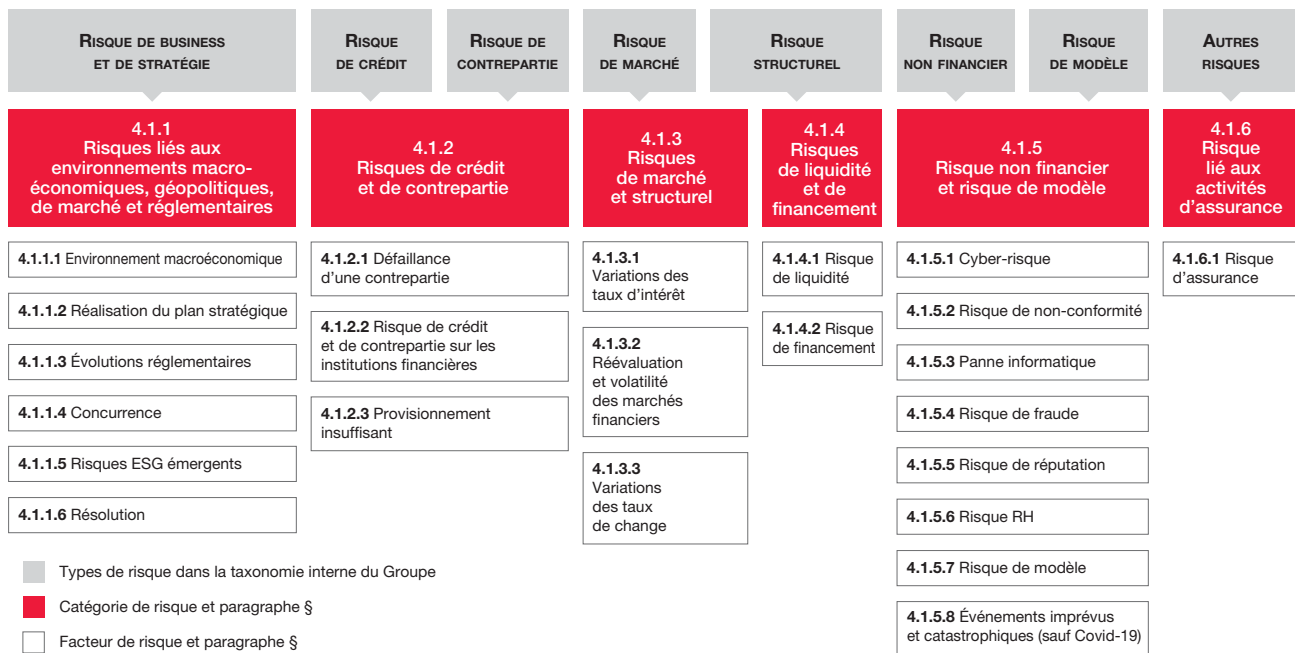 RISQUE DE BUSINESS
ET DE STRATÉGIE
RISQUE
DE CRÉDIT
RISQUE DE
CONTREPARTIE
RISQUE
DE MARCHÉ
RISQUE
STRUCTUREL
RISQUE
NON FINANCIER
RISQUE
DE MODÈLE
AUTRES
RISQUES
4.1.1
Risques liés aux
environnements macro-
économiques, géopolitiques,
de marché et réglementaires
4.1.2
Risques de crédit
et de contrepartie
4.1.3
Risques
de marché
et structurel
4.1.4
Risques
de liquidité
et de
financement
4.1.5
Risque non financier
et risque de modèle
4.1.6
Risque
lié aux
activités
d’assurance
4.1.1.1 Environnement macroéconomique
4.1.1.2 Réalisation du plan stratégique
4.1.1.3 Évolutions réglementaires
4.1.1.4 Concurrence
4.1.1.5 Risques ESG émergents
4.1.1.6 Résolution
4.1.2.1 Défaillance
d’une contrepartie
4.1.2.2 Risque de crédit
et de contrepartie sur les
institutions financières
4.1.2.3 Provisionnement
insuffisant
4.1.3.1
Variations des
taux d’intérêt
4.1.3.2
Réévaluation
et volatilité
des marchés
financiers
4.1.3.3
Variations
des taux
de change
4.1.4.1 Risque
de liquidité
4.1.4.2 Risque
de financement
4.1.5.1 Cyber-risque
4.1.5.2 Risque de non-conformité
4.1.5.3 Panne informatique
4.1.5.4 Risque de fraude
4.1.5.5 Risque de réputation
4.1.5.6 Risque RH
4.1.5.7 Risque de modèle
4.1.5.8 Événements imprévus
et catastrophiques (sauf Covid-19)
4.1.6.1 Risque
d’assurance
Types de risque dans la taxonomie interne du Groupe
Catégorie de risque et paragraphe §
Facteur de risque et paragraphe §